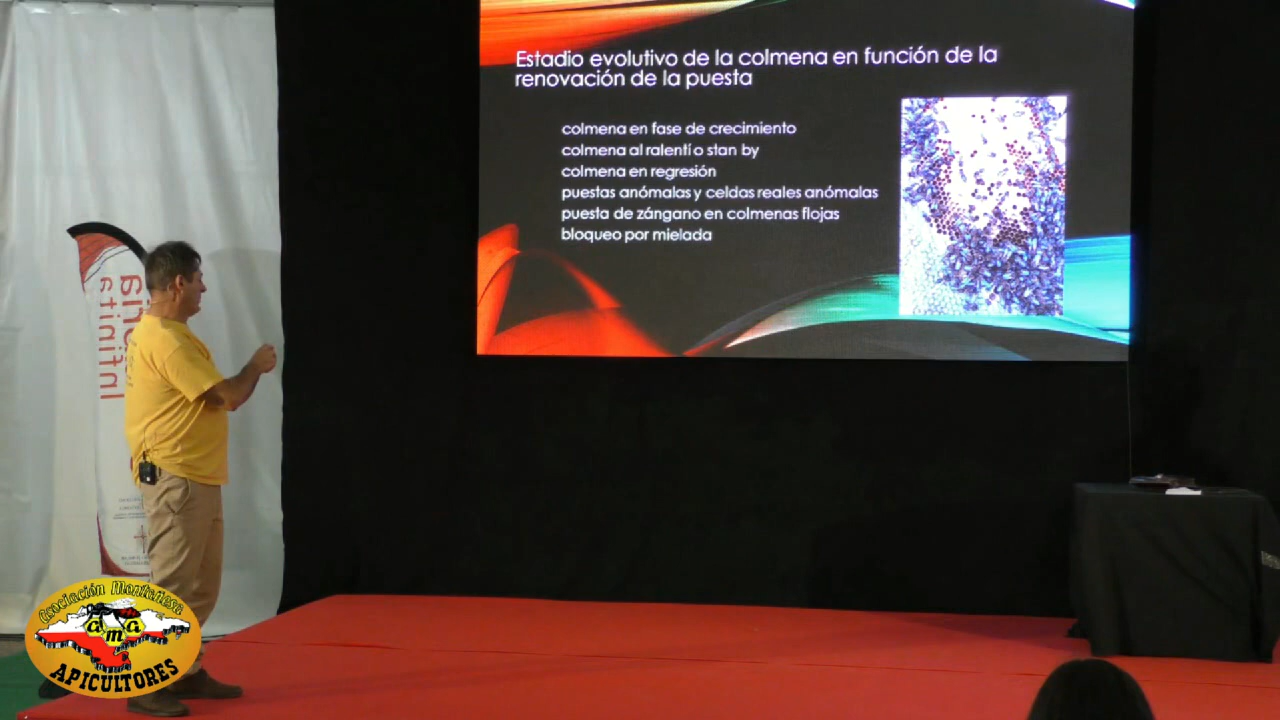 Estadio evolutivo de la colmena en función de la
renovación de la puesta
colmena en fase de crecimiento
colmena al ralentí o stan by
colmena en regresión
puestas anómalas y celdas reales anómalas
puesta de zángano en colmenas flojas
bloqueo por mielada
infinita
Asociación Montañesa
ama
APICULTORES